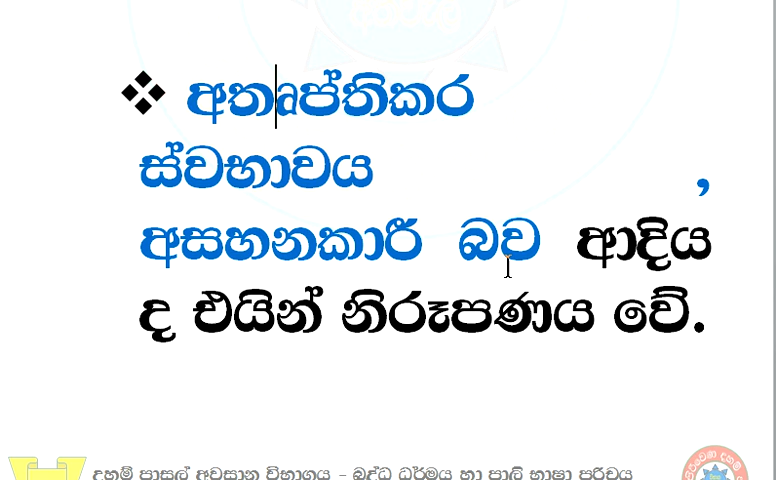 ❖ අතෘප්තිකර
ස්වභාවය ,
අසහනකාරී බව ආදිය
ද එයින් නිරූපණය වේ.
දහම් පාසල් අවසාන විභාගය - බුද්ධ ධර්මය හා පාලි භාෂා පරිචය